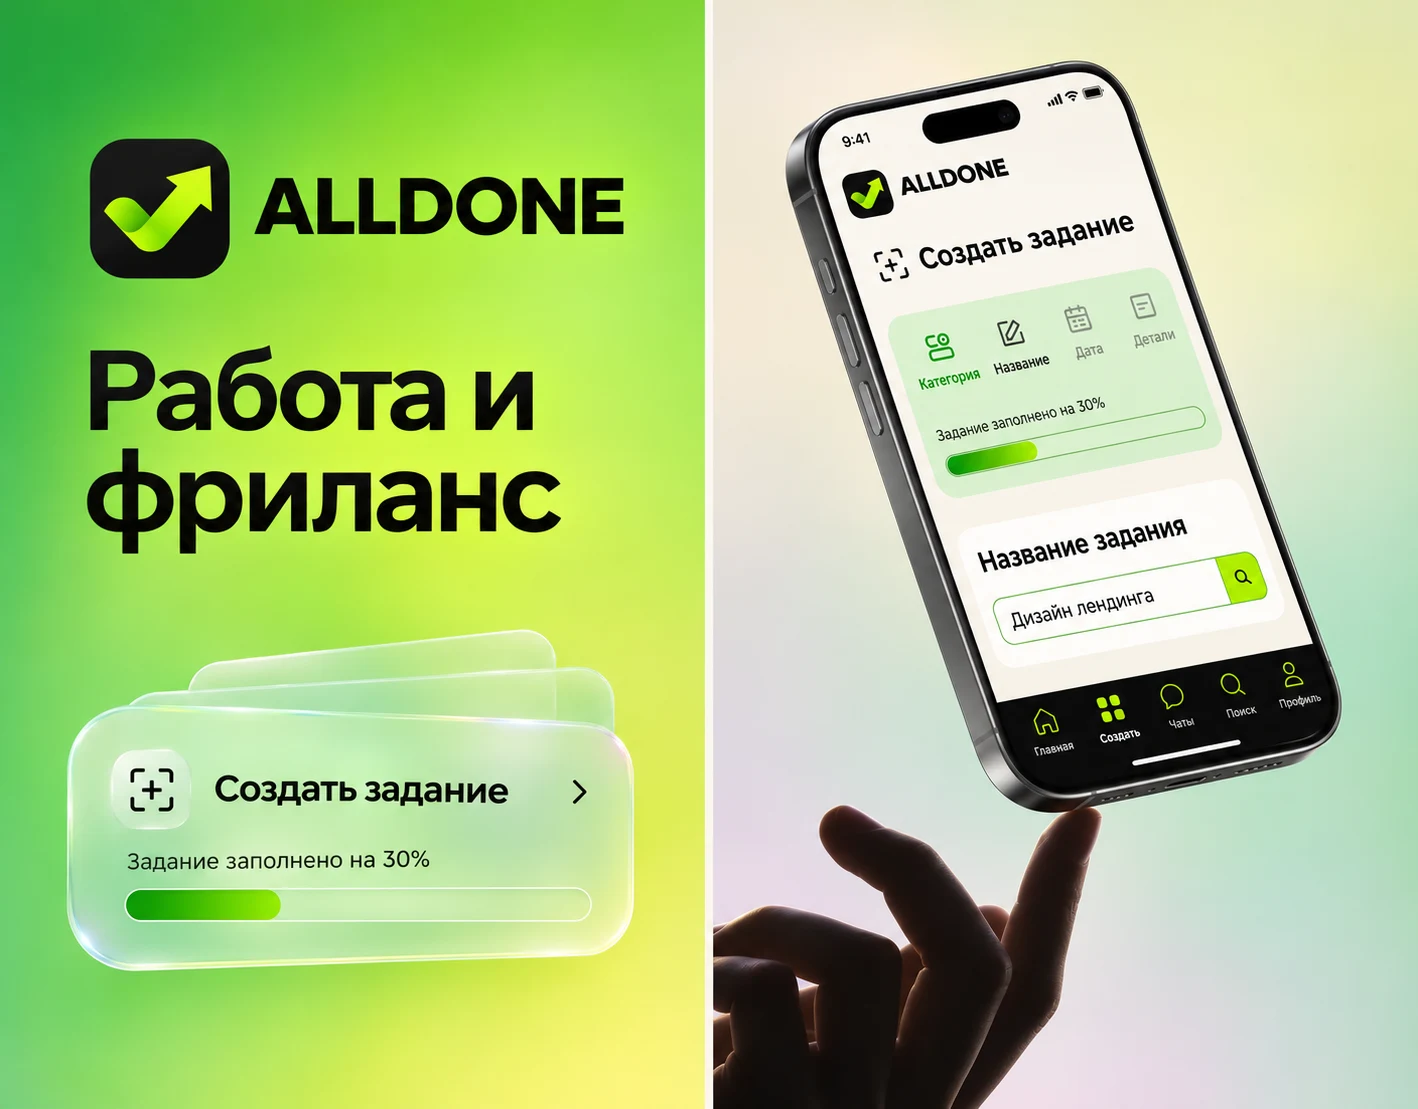 ALLDONE
Работа и
фриланс
Создать задание
Задание заполнено на 30%
9:41
ALLDONE
Создать задание
Категория
Название
Дата
Детали
Задание заполнено на 30%
Название задания
Дизайн лендинга
Главная
Создать
Чаты
Поиск
Профиль